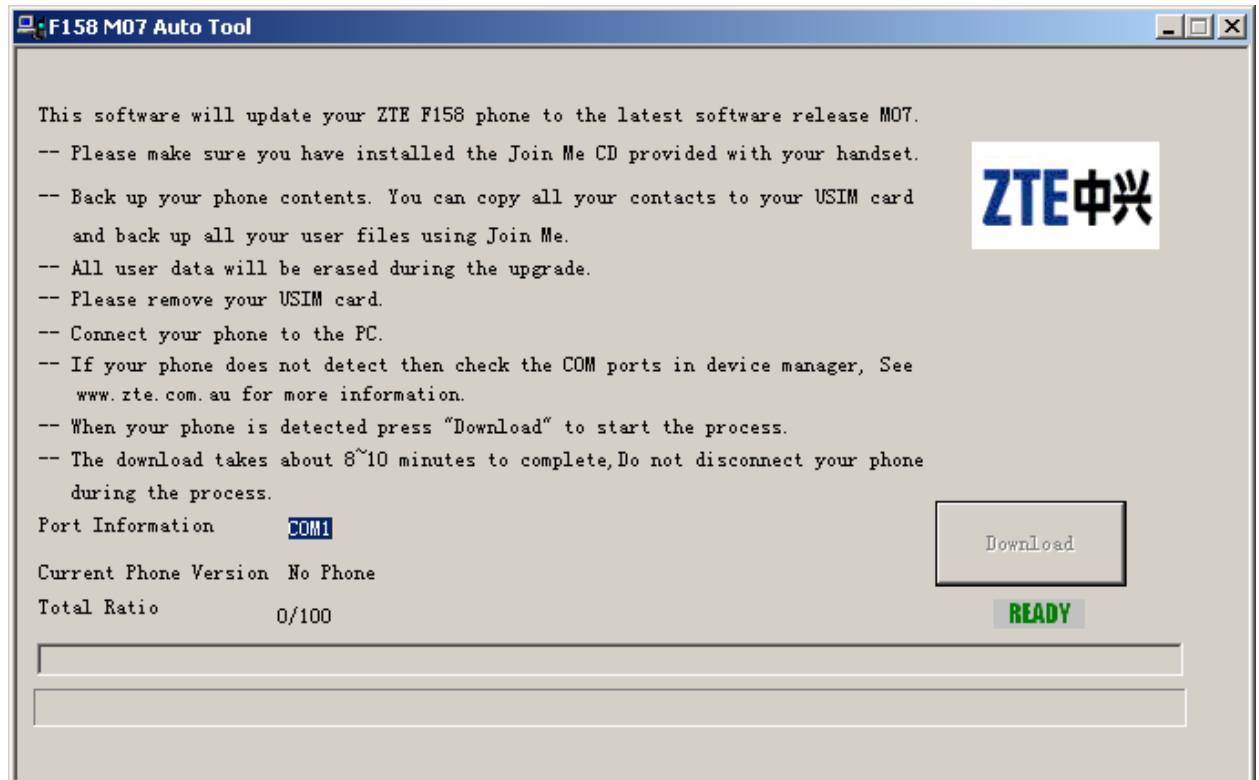 F158 M07 Auto Tool
This software will update your ZTE F158 phone to the latest software release M07.
-- Please make sure you have installed the Join Me CD provided with your handset.
ZTE中兴
-- Back up your phone contents. You can copy all your contacts to your USIM card
and back up all your user files using Join Me.
-- All user data will be erased during the upgrade.
-- Please remove your USIM card.
-- Connect your phone to the PC.
-- If your phone does not detect then check the COM ports in device manager, See
www.zte.com.au for more information.
-- When your phone is detected press "Download" to start the process.
-- The download takes about 8~10 minutes to complete,Do not disconnect your phone
during the process.
Port Information COM1
Download
Current Phone Version No Phone
Total Ratio 0/100
READY